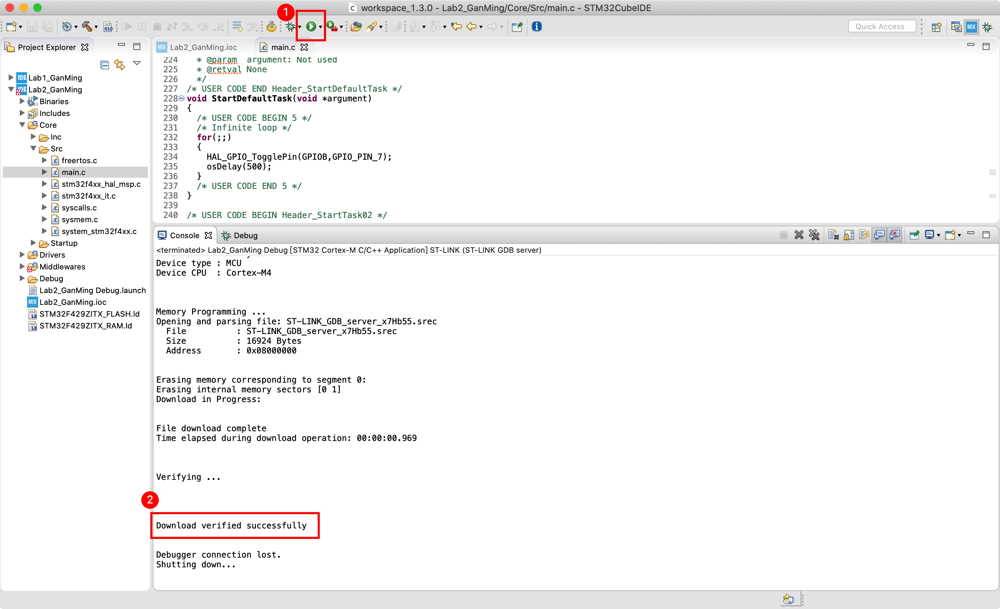 workspace_1.3.0 - Lab2_GanMing/Core/Src/main.c - STM32CubeIDE
1
010
Quick Access
MX
Project Explorer
Lab1_GanMing
Lab2_GanMing
Binaries
Includes
Core
Inc
Src
freertos.c
main.c
stm32f4xx_hal_msp.c
stm32f4xx_it.c
syscalls.c
sysmem.c
system_stm32f4xx.c
Startup
Drivers
Middlewares
Debug
Lab2_GanMing Debug.launch
MX Lab2_GanMing.ioc
STM32F429ZITX_FLASH.ld
STM32F429ZITX_RAM.ld
MX Lab2_GanMing.ioc
main.c
224 * @param argument: Not used
225 * @retval None
226 */
227 /* USER CODE END Header_StartDefaultTask */
228 void StartDefaultTask(void *argument)
229 {
230 /* USER CODE BEGIN 5 */
231 /* Infinite loop */
232 for(;;)
233 {
234 HAL_GPIO_TogglePin(GPIOB,GPIO_PIN_7);
235 osDelay(500);
236 }
237 /* USER CODE END 5 */
238 }
239
240 /* USER CODE BEGIN Header_StartTask02 */
Console
Debug
<terminated> Lab2_GanMing Debug [STM32 Cortex-M C/C++ Application] ST-LINK (ST-LINK GDB server)
Device type : MCU
Device CPU : Cortex-M4
Memory Programming ...
Opening and parsing file: ST-LINK_GDB_server_x7Hb55.srec
File : ST-LINK_GDB_server_x7Hb55.srec
Size : 16924 Bytes
Address : 0x08000000
Erasing memory corresponding to segment 0:
Erasing internal memory sectors [0 1]
Download in Progress:
File download complete
Time elapsed during download operation: 00:00:00.969
Verifying ...
2
Download verified successfully
Debugger connection lost.
Shutting down...